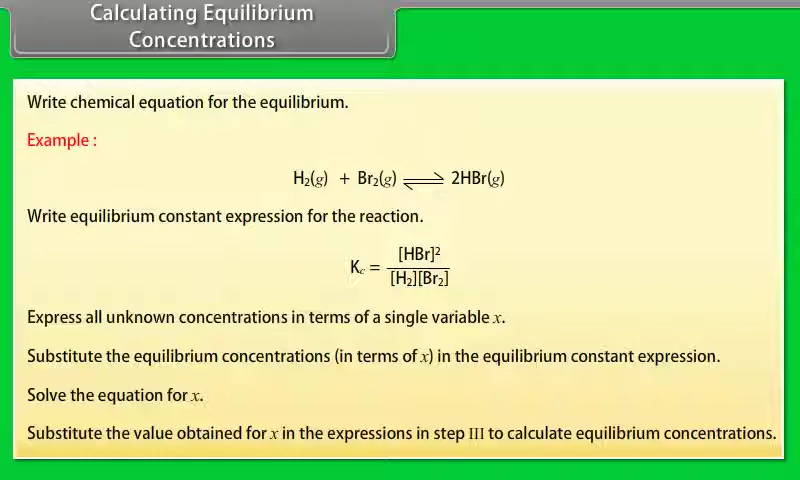 Calculating Equilibrium
Concentrations
Write chemical equation for the equilibrium.
Example :
H₂(g) + Br₂(g) ⇌ 2HBr(g)
Write equilibrium constant expression for the reaction.
K𝒸 = [HBr]² / [H₂][Br₂]
Express all unknown concentrations in terms of a single variable x.
Substitute the equilibrium concentrations (in terms of x) in the equilibrium constant expression.
Solve the equation for x.
Substitute the value obtained for x in the expressions in step III to calculate equilibrium concentrations.